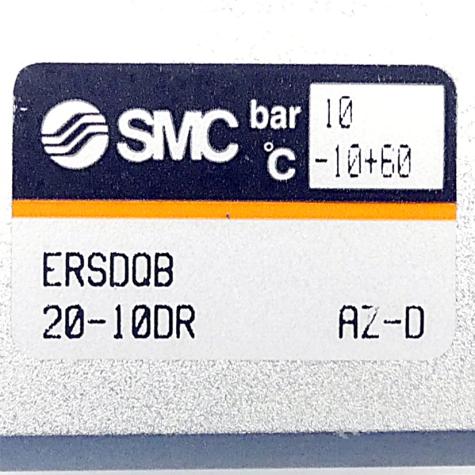 SMC bar 10
°C -10+60
ERSDQB
20-10DR AZ-D